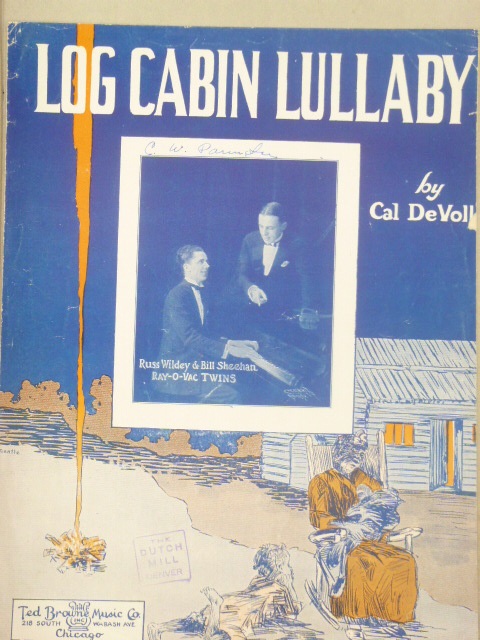 LOG CABIN LULLABY
C. W.
by
Cal DeVoll
Russ Wildey & Bill Sheehan
RAY-O-VAC TWINS
THE
DUTCH
MILL
DENVER
Ted Browne Music Co
INC
218 SOUTH WABASH AVE
Chicago